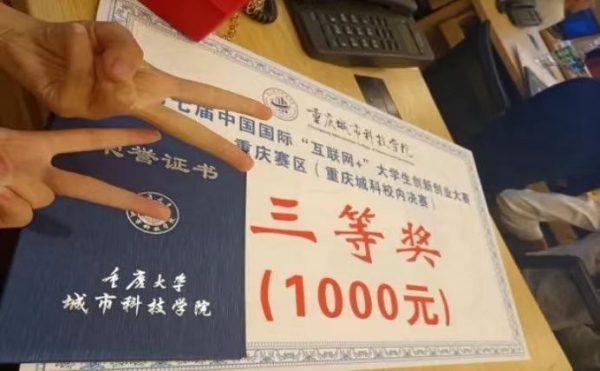 重庆城市科技学院
七届中国国际“互联网+”大学生创新创业大赛
重庆赛区（重庆城科校内决赛）
三等奖
(1000元)
誉证书
重庆大学
城市科技学院